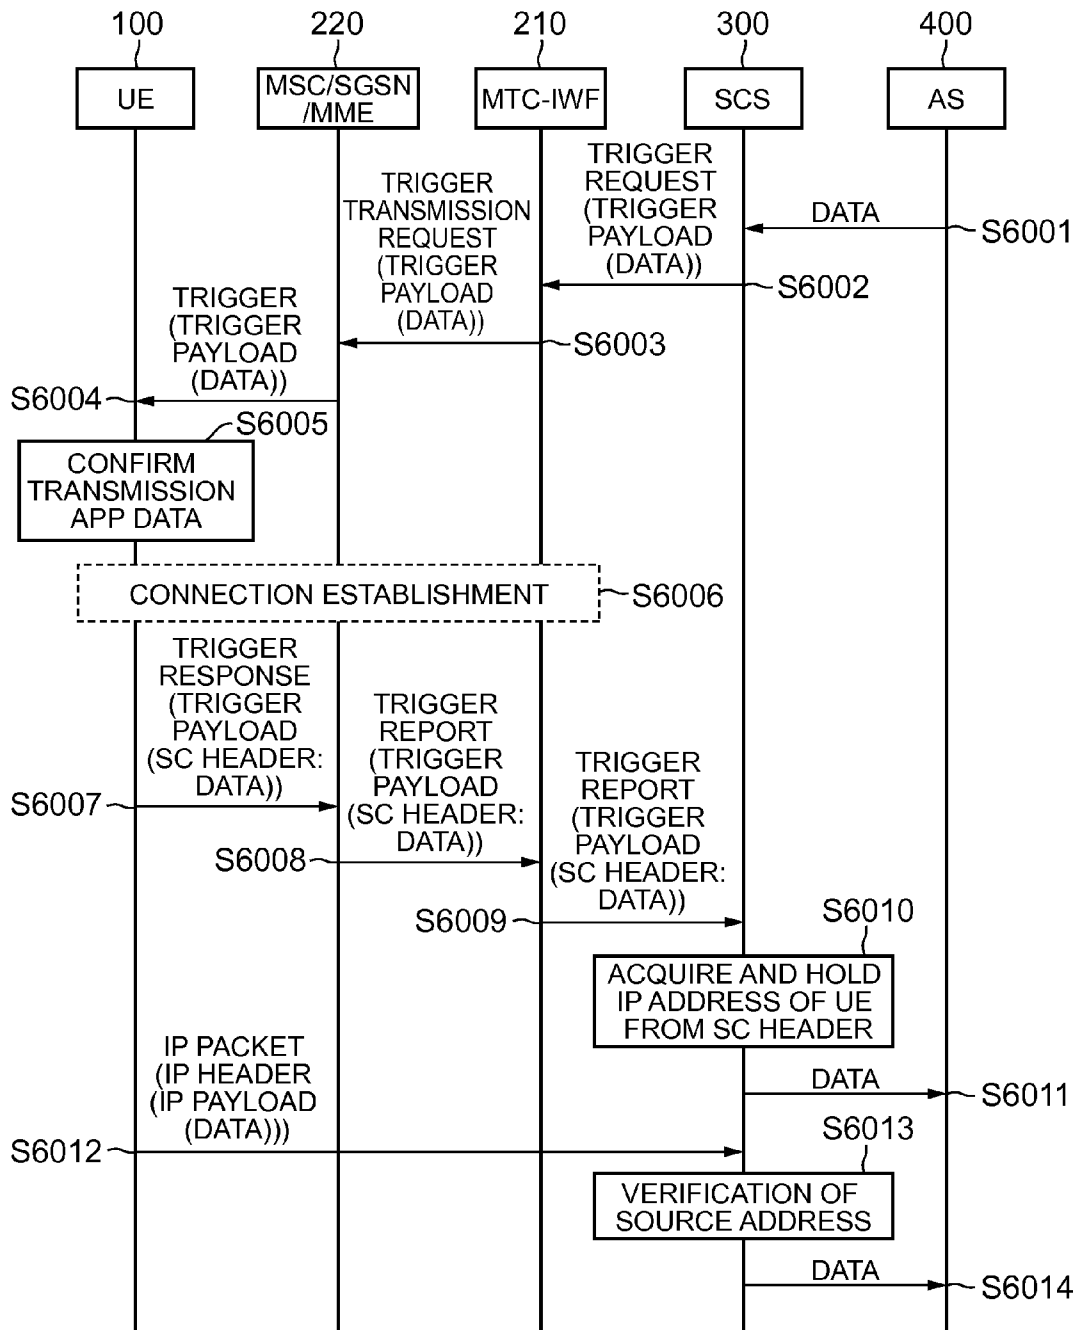 100
220
210
300
400
UE
MSC/SGSN
/MME
MTC-IWF
SCS
AS
DATA
S6001
TRIGGER
REQUEST
(TRIGGER
PAYLOAD
(DATA))
S6002
TRIGGER
TRANSMISSION
REQUEST
(TRIGGER
PAYLOAD
(DATA))
S6003
TRIGGER
(TRIGGER
PAYLOAD
(DATA))
S6004
S6005
CONFIRM
TRANSMISSION
APP DATA
CONNECTION ESTABLISHMENT
S6006
TRIGGER
RESPONSE
(TRIGGER
PAYLOAD
(SC HEADER:
DATA))
S6007
TRIGGER
REPORT
(TRIGGER
PAYLOAD
(SC HEADER:
DATA))
S6008
TRIGGER
REPORT
(TRIGGER
PAYLOAD
(SC HEADER:
DATA))
S6009
S6010
ACQUIRE AND HOLD
IP ADDRESS OF UE
FROM SC HEADER
DATA
S6011
IP PACKET
(IP HEADER
(IP PAYLOAD
(DATA)))
S6012
S6013
VERIFICATION OF
SOURCE ADDRESS
DATA
S6014